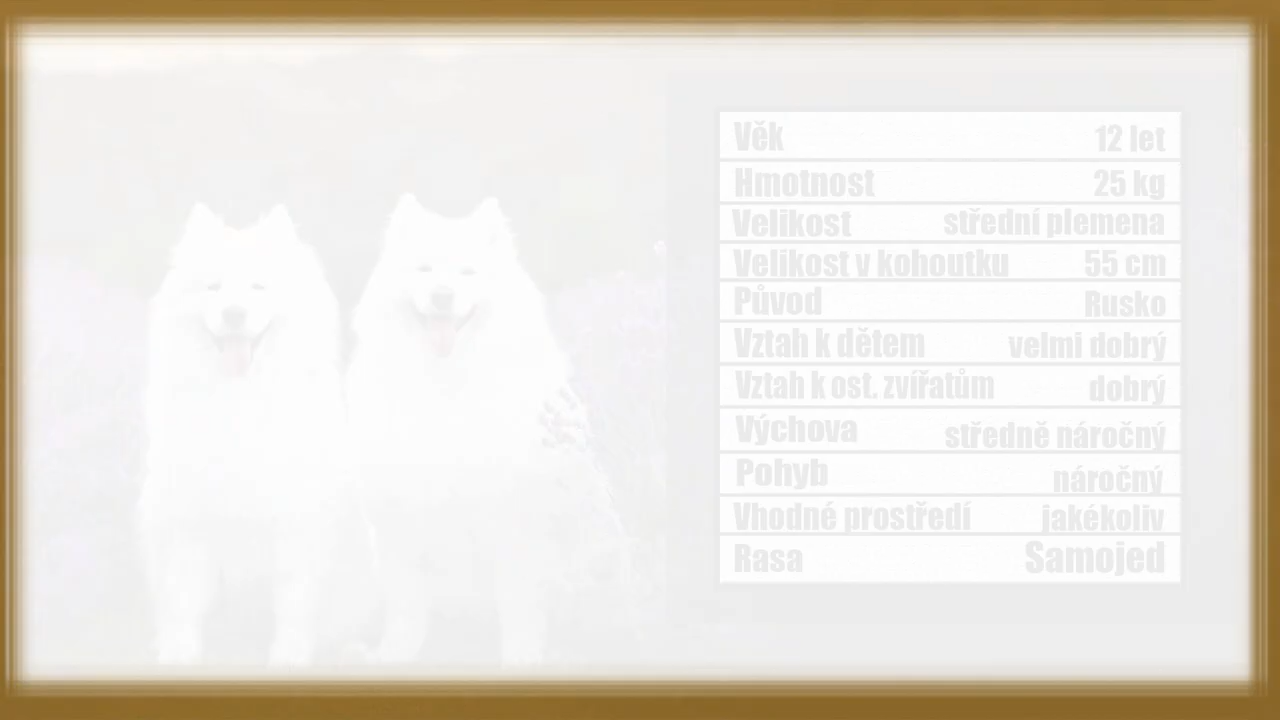 Věk 12 let
Hmotnost 25 kg
Velikost střední plemena
Velikost v kohoutku 55 cm
Původ Rusko
Vztah k dětem velmi dobrý
Vztah k ost. zvířatům dobrý
Výchova středně náročný
Pohyb náročný
Vhodné prostředí jakékoliv
Rasa Samojed